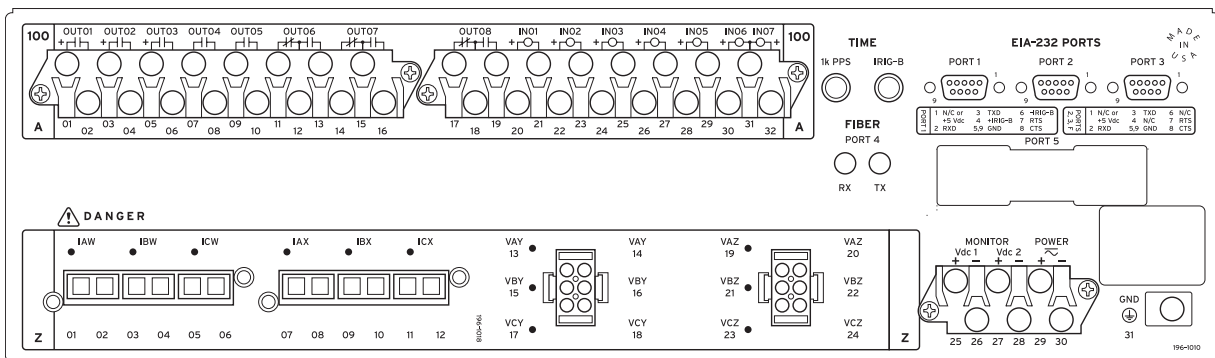 100 OUT01 OUT02 OUT03 OUT04 OUT05 OUT06 OUT07 OUT08 IN01 IN02 IN03 IN04 IN05 IN06 IN07 100
+ + + + + + + + + +
A 01 02 03 04 05 06 07 08 09 10 11 12 13 14 15 16 17 18 19 20 21 22 23 24 25 26 27 28 29 30 31 32 A
TIME
1k PPS IRIG-B
FIBER
PORT 4
RX TX
EIA-232 PORTS
MADE IN USA
PORT 1 PORT 2 PORT 3
9 1 9 1 9 1
PORT 1
1 N/C or +5 Vdc 3 TXD 6 -IRIG-B
4 +IRIG-B 7 RTS
2 RXD 5,9 GND 8 CTS
PORTS 2, 3, F
1 N/C or +5 Vdc 3 TXD 6 N/C
4 N/C 7 RTS
2 RXD 5,9 GND 8 CTS
PORT 5
DANGER
IAW IBW ICW IAX IBX ICX
Z 01 02 03 04 05 06 07 08 09 10 11 12
196-1018
VAY 13 VAY 14 VAZ 19 VAZ 20
VBY 15 VBY 16 VBZ 21 VBZ 22
VCY 17 VCY 18 VCZ 23 VCZ 24
Z
MONITOR POWER
Vdc 1 Vdc 2
+ - + - + -
25 26 27 28 29 30
GND
31
196-1010